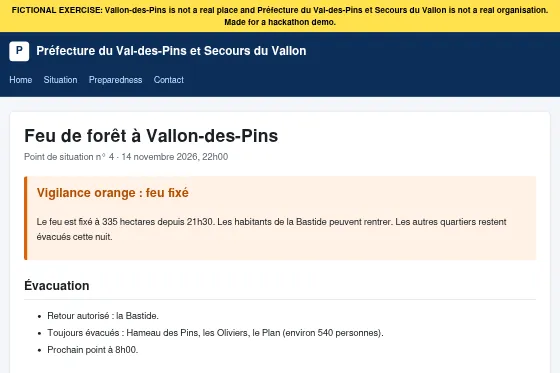 FICTIONAL EXERCISE: Vallon-des-Pins is not a real place and Préfecture du Val-des-Pins et Secours du Vallon is not a real organisation.
Made for a hackathon demo.
P
Préfecture du Val-des-Pins et Secours du Vallon
Home Situation Preparedness Contact
Feu de forêt à Vallon-des-Pins
Point de situation n° 4 · 14 novembre 2026, 22h00
Vigilance orange : feu fixé
Le feu est fixé à 335 hectares depuis 21h30. Les habitants de la Bastide peuvent rentrer. Les autres quartiers restent
évacués cette nuit.
Évacuation
• Retour autorisé : la Bastide.
• Toujours évacués : Hameau des Pins, les Oliviers, le Plan (environ 540 personnes).
• Prochain point à 8h00.